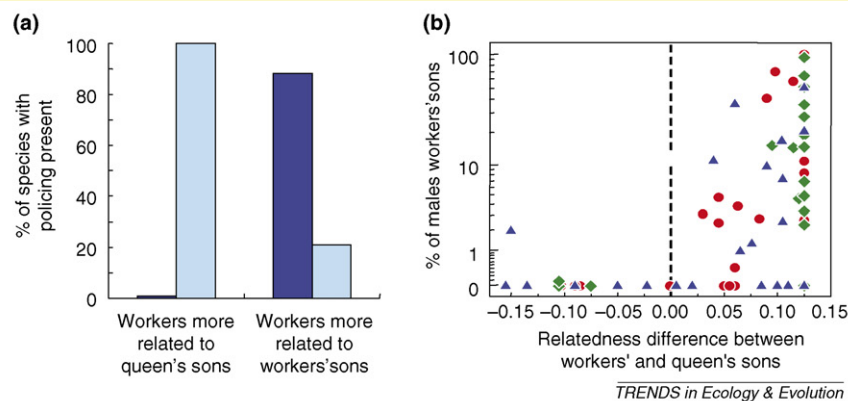 (a)
% of species with
policing present
100
80
60
40
20
0
Workers more
related to
queen's sons
Workers more
related to
workers'sons
(b)
% of males workers'sons
100
10
1
0
−0.15
−0.10
−0.05
0.00
0.05
0.10
0.15
Relatedness difference between
workers' and queen's sons
TRENDS in Ecology & Evolution